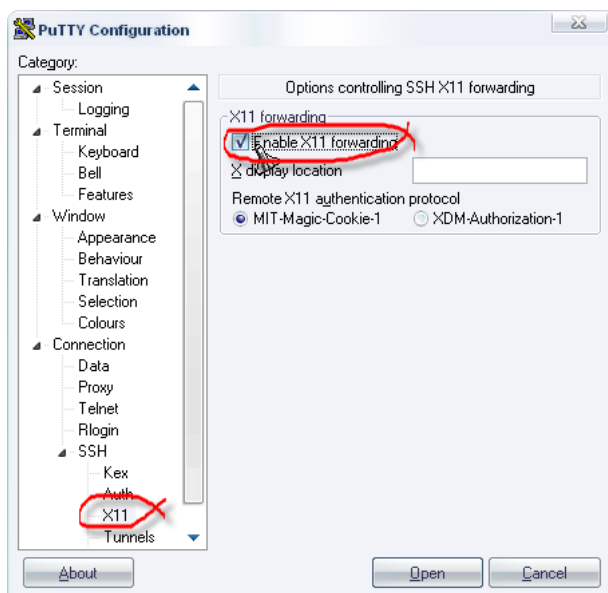 PuTTY Configuration
Category:
Session
Logging
Terminal
Keyboard
Bell
Features
Window
Appearance
Behaviour
Translation
Selection
Colours
Connection
Data
Proxy
Telnet
Rlogin
SSH
Kex
Auth
X11
Tunnels
Options controlling SSH X11 forwarding
X11 forwarding
Enable X11 forwarding
X display location
Remote X11 authentication protocol
MIT-Magic-Cookie-1 XDM-Authorization-1
About Open Cancel